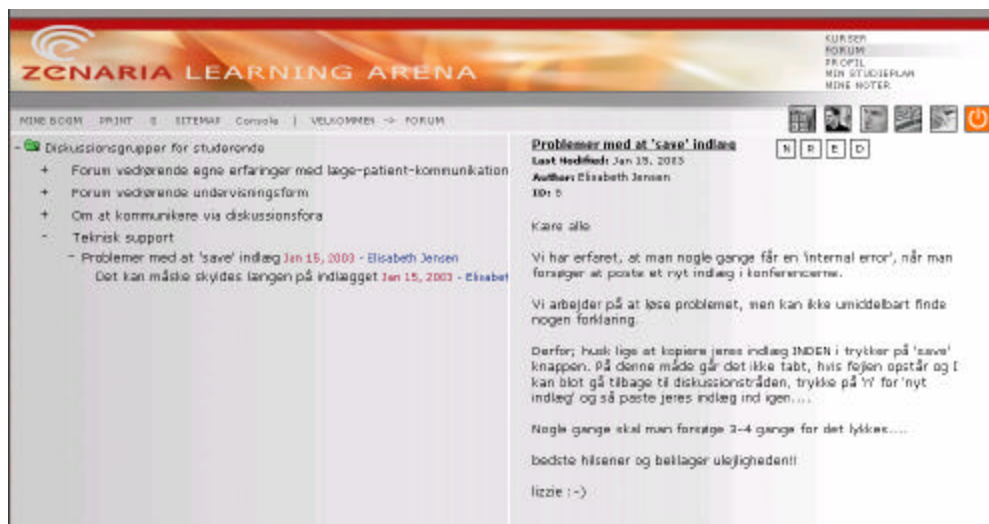 ZENARIA LEARNING ARENA
KURSER
FORUM
PROFIL
MIN STUDIEPLAN
MINE NOTER
PRINT SITEMAP Console | VELKOMMEN -> FORUM
- Diskussionsgrupper for studerende
+ Forum vedrørende egne erfaringer med læge-patient-kommunikation
+ Forum vedrørende undervisningsform
+ Om at kommunikere via diskussionsfora
- Teknisk support
- Problemer med at 'save' indlæg Jan 15, 2003 - Elisabeth Jensen
Det kan måske skyldes længen på indlægget Jan 15, 2003 - Elisabet
Problemer med at 'save' indlæg
N R E D
Last Modified: Jan 15, 2003
Author: Elisabeth Jensen
Kære alle
Vi har erfaret, at man nogle gange får en 'internal error', når man
forsøger at poste et nyt indlæg i konferencerne.
Vi arbejder på at løse problemet, men kan ikke umiddelbart finde
nogen forklaring.
Derfor; husk lige at kopiere jeres indlæg INDEN i trykker på 'save'
knappen. På denne måde går det ikke tabt, hvis fejlen opstår og I
kan blot gå tilbage til diskussionstråden, trykke på 'n' for 'nyt
indlæg' og så paste jeres indlæg ind igen....
Nogle gange skal man forsøge 3-4 gange før det lykkes....
bedste hilsener og beklager ulejligheden!!
lizzie :-)